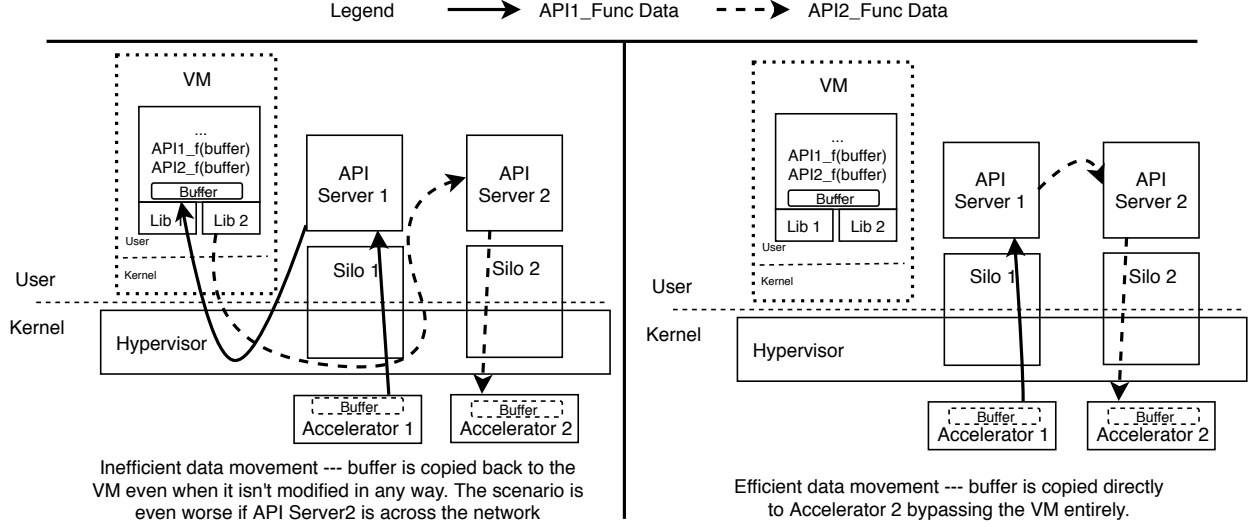 Legend API1_Func Data API2_Func Data
VM
...
API1_f(buffer)
API2_f(buffer)
Buffer
Lib 1 Lib 2
User
Kernel
API
Server 1
API
Server 2
Silo 1
Silo 2
User
Kernel
Hypervisor
Buffer
Accelerator 1
Buffer
Accelerator 2
Inefficient data movement --- buffer is copied back to the
VM even when it isn't modified in any way. The scenario is
even worse if API Server2 is across the network
VM
...
API1_f(buffer)
API2_f(buffer)
Buffer
Lib 1 Lib 2
User
Kernel
API
Server 1
API
Server 2
Silo 1
Silo 2
User
Kernel
Hypervisor
Buffer
Accelerator 1
Buffer
Accelerator 2
Efficient data movement --- buffer is copied directly
to Accelerator 2 bypassing the VM entirely.